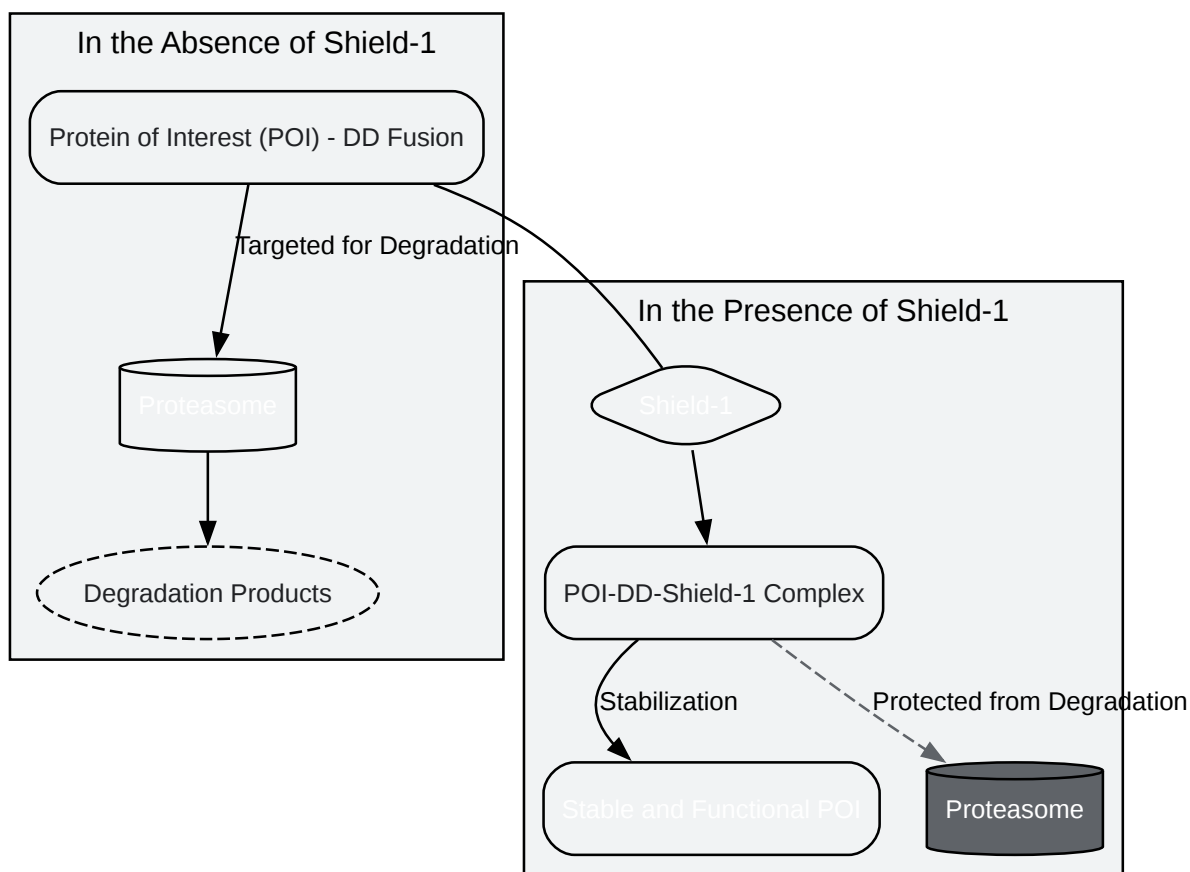 In the Absence of Shield-1
Protein of Interest (POI) - DD Fusion
Targeted for Degradation
Proteasome
Degradation Products
In the Presence of Shield-1
Shield-1
POI-DD-Shield-1 Complex
Stabilization
Protected from Degradation
Stable and Functional POI
Proteasome